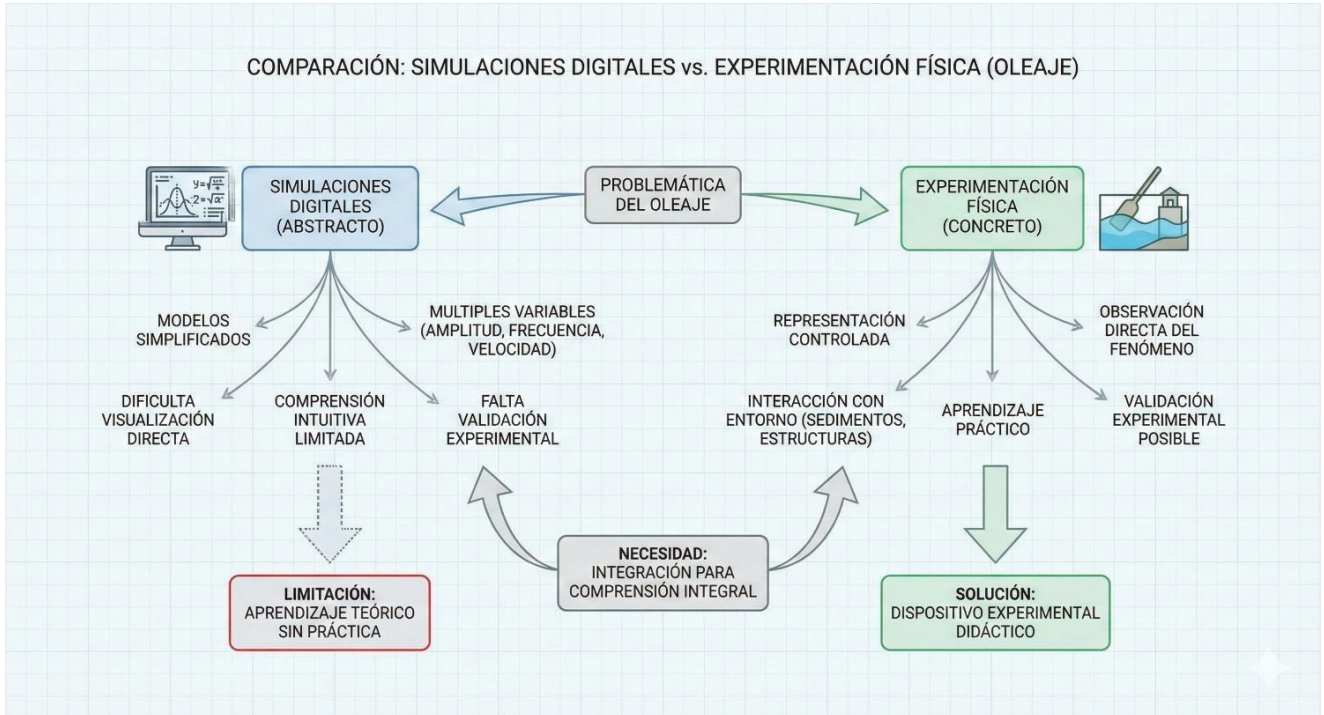 COMPARACIÓN: SIMULACIONES DIGITALES vs. EXPERIMENTACIÓN FÍSICA (OLEAJE)
SIMULACIONES
DIGITALES
(ABSTRACTO)
PROBLEMÁTICA
DEL OLEAJE
EXPERIMENTACIÓN
FÍSICA
(CONCRETO)
MODELOS
SIMPLIFICADOS
MULTIPLES VARIABLES
(AMPLITUD, FRECUENCIA,
VELOCIDAD)
REPRESENTACIÓN
CONTROLADA
OBSERVACIÓN
DIRECTA DEL
FENÓMENO
DIFICULTA
VISUALIZACIÓN
DIRECTA
COMPRENSIÓN
INTUITIVA
LIMITADA
FALTA
VALIDACIÓN
EXPERIMENTAL
INTERACCIÓN CON
ENTORNO (SEDIMENTOS,
ESTRUCTURAS)
APRENDIZAJE
PRÁCTICO
VALIDACIÓN
EXPERIMENTAL
POSIBLE
LIMITACIÓN:
APRENDIZAJE TEÓRICO
SIN PRÁCTICA
NECESIDAD:
INTEGRACIÓN PARA
COMPRENSIÓN INTEGRAL
SOLUCIÓN:
DISPOSITIVO EXPERIMENTAL
DIDÁCTICO